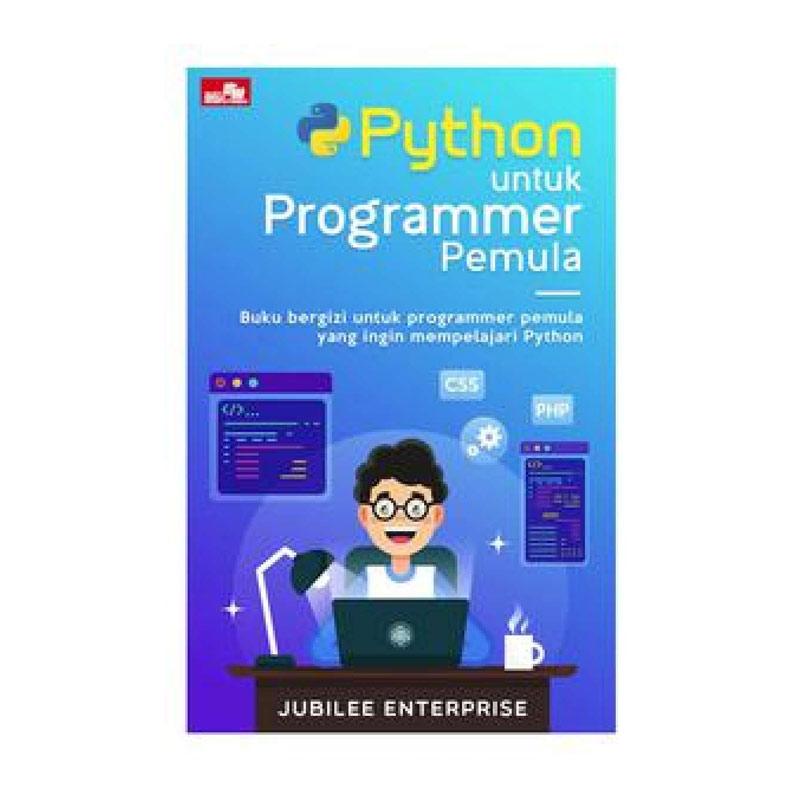 Python
untuk
Programmer
Pemula
Buku bergizi untuk programmer pemula
yang ingin mempelajari Python
CSS
PHP
</>...
</>...
JUBILEE ENTERPRISE